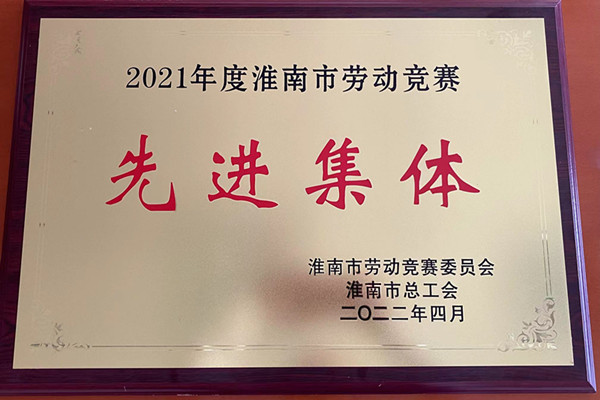 2021年度淮南市劳动竞赛
先进集体
淮南市劳动竞赛委员会
淮南市总工会
二〇二二年四月